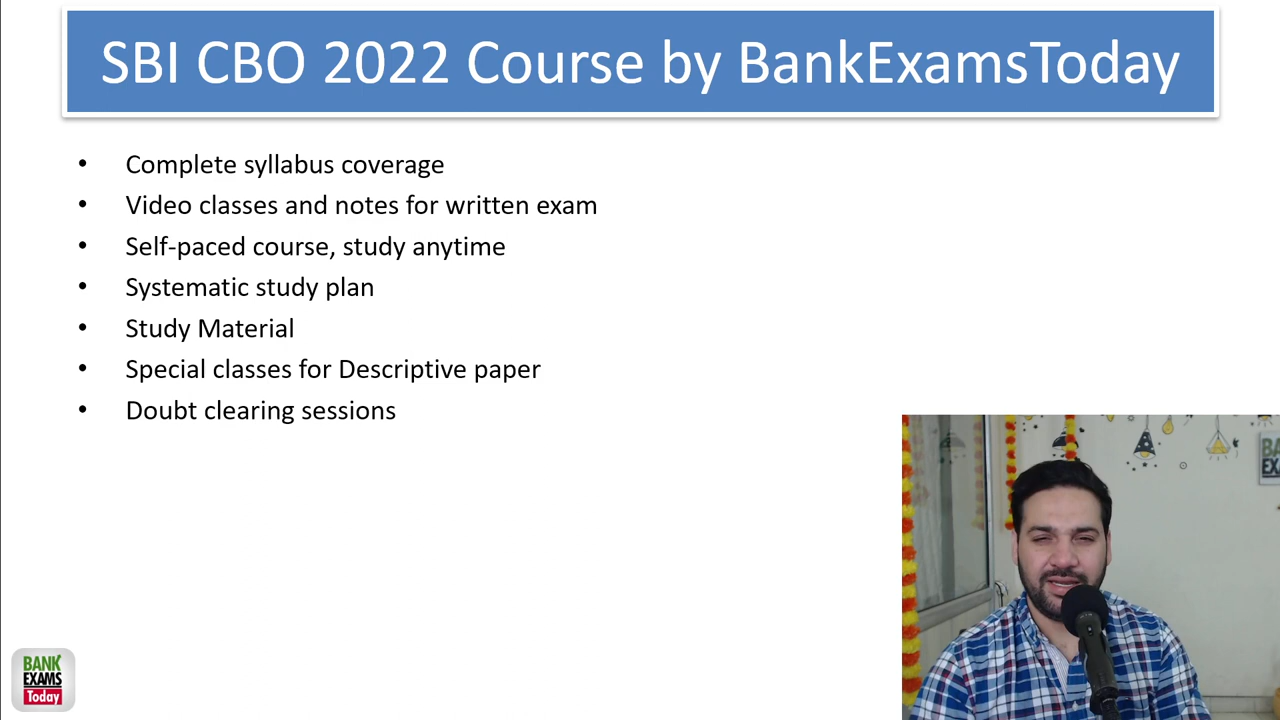 SBI CBO 2022 Course by BankExamsToday
• Complete syllabus coverage
• Video classes and notes for written exam
• Self-paced course, study anytime
• Systematic study plan
• Study Material
• Special classes for Descriptive paper
• Doubt clearing sessions
BANK
EXAMS
Today